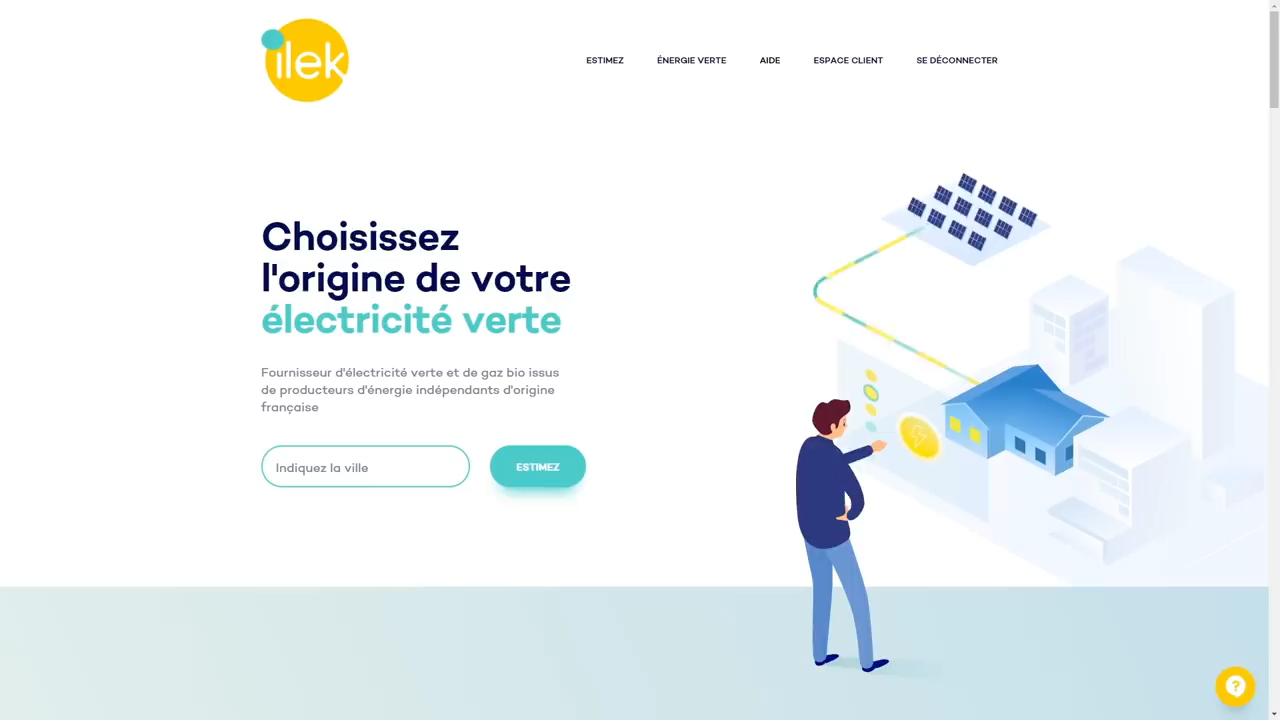 ilek
ESTIMEZ
ÉNERGIE VERTE
AIDE
ESPACE CLIENT
SE DÉCONNECTER
Choisissez
l'origine de votre
électricité verte
Fournisseur d'électricité verte et de gaz bio issus
de producteurs d'énergie indépendants d'origine
française
Indiquez la ville
ESTIMEZ
?